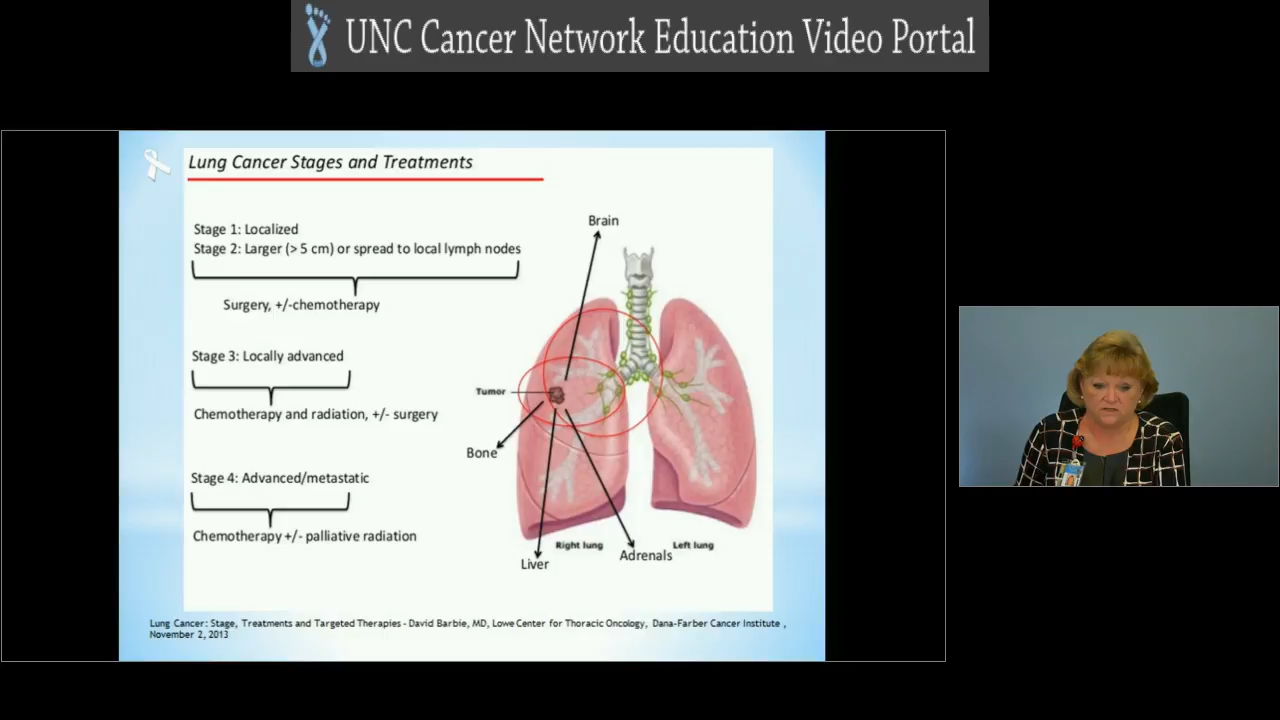 UNC Cancer Network Education Video Portal
Lung Cancer Stages and Treatments
Stage 1: Localized
Stage 2: Larger (> 5 cm) or spread to local lymph nodes
Surgery, +/-chemotherapy
Stage 3: Locally advanced
Chemotherapy and radiation, +/- surgery
Stage 4: Advanced/metastatic
Chemotherapy +/- palliative radiation
Brain
Tumor
Bone
Right lung
Left lung
Adrenals
Liver
Lung Cancer: Stage, Treatments and Targeted Therapies - David Barbie, MD, Lowe Center for Thoracic Oncology, Dana-Farber Cancer Institute ,
November 2, 2013